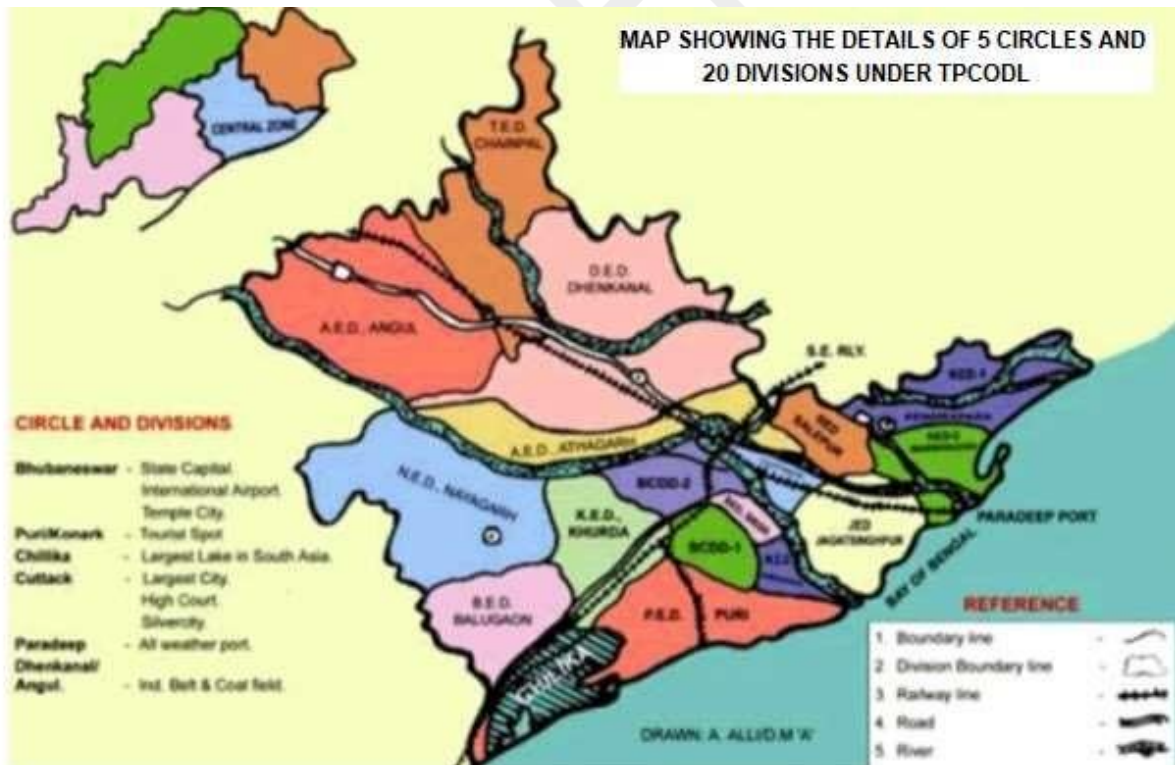 MAP SHOWING THE DETAILS OF 5 CIRCLES AND
20 DIVISIONS UNDER TPCODL
CENTRAL ZONE
T.E.D.
CHAINPAL
D.E.D.
DHENKANAL
A.E.D., ANGUL
S.E. RLY.
KED-1
SALEPUR
A.E.D., ATHAGARH
N.E.D., NAYAGARH
BCDD-2
K.E.D.,
KHURDA
BCDD-1
JED
JAGATSINGHPUR
PARADEEP PORT
BAY OF BENGAL
B.E.D.
BALUGAON
P.E.D. PURI
CHILIKA
CIRCLE AND DIVISIONS
Bhubaneswar - State Capital.
International Airport.
Temple City.
Puri/Konark - Tourist Spot
Chillika - Largest Lake in South Asia.
Cuttack - Largest City.
High Court.
Silvercity.
Paradeep - All weather port.
Dhenkanal/
Angul. - Ind. Belt & Coal field.
REFERENCE
1. Boundary line -
2 Division Boundary line -
3 Railway line -
4. Road -
5. River -
DRAWN: A. ALLI/D.M 'A'